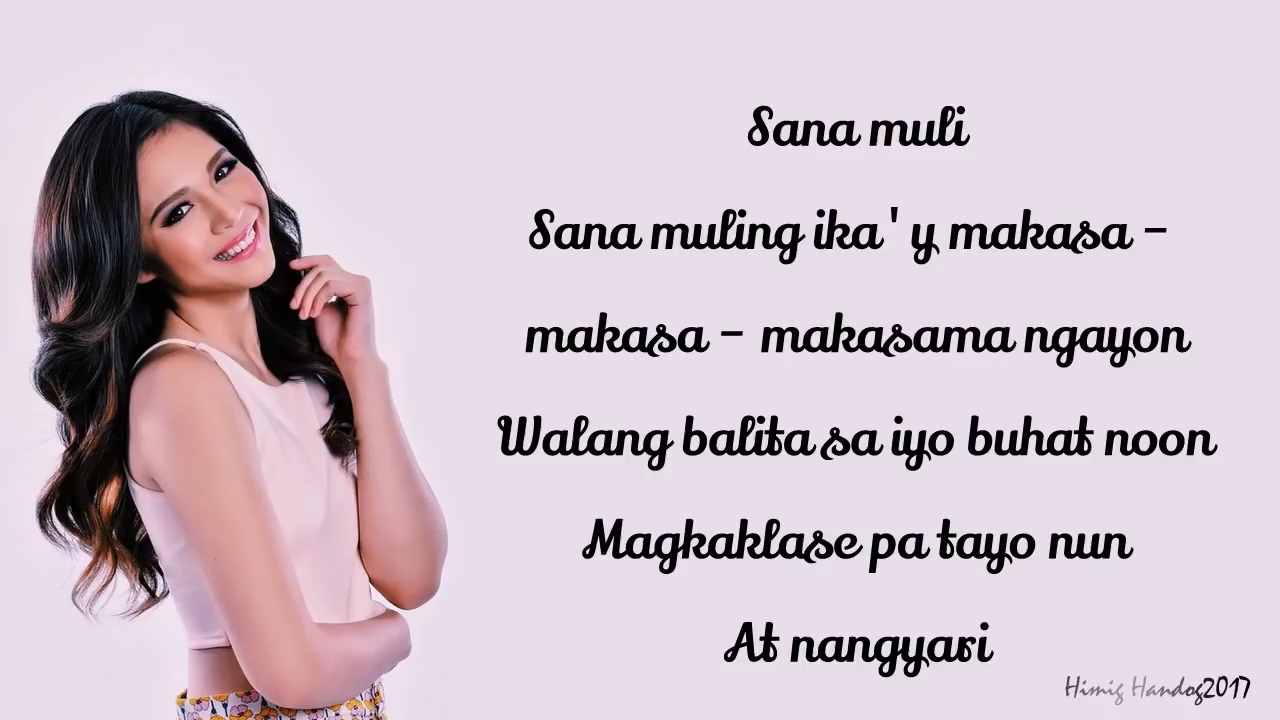 Sana muli
Sana muling ika ' y makasa -
makasa - makasama ngayon
Walang balita sa iyo buhat noon
Magkaklase pa tayo nun
At nangyari
Himig Handog2017